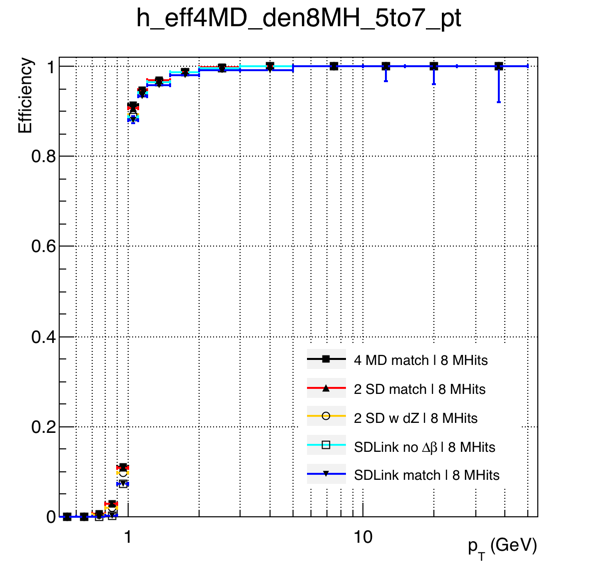 h_eff4MD_den8MH_5to7_pt
Efficiency
1
0.8
0.6
0.4
0.2
0
4 MD match | 8 MHits
2 SD match | 8 MHits
2 SD w dZ | 8 MHits
SDLink no Δβ | 8 MHits
SDLink match | 8 MHits
1
10
p_T (GeV)